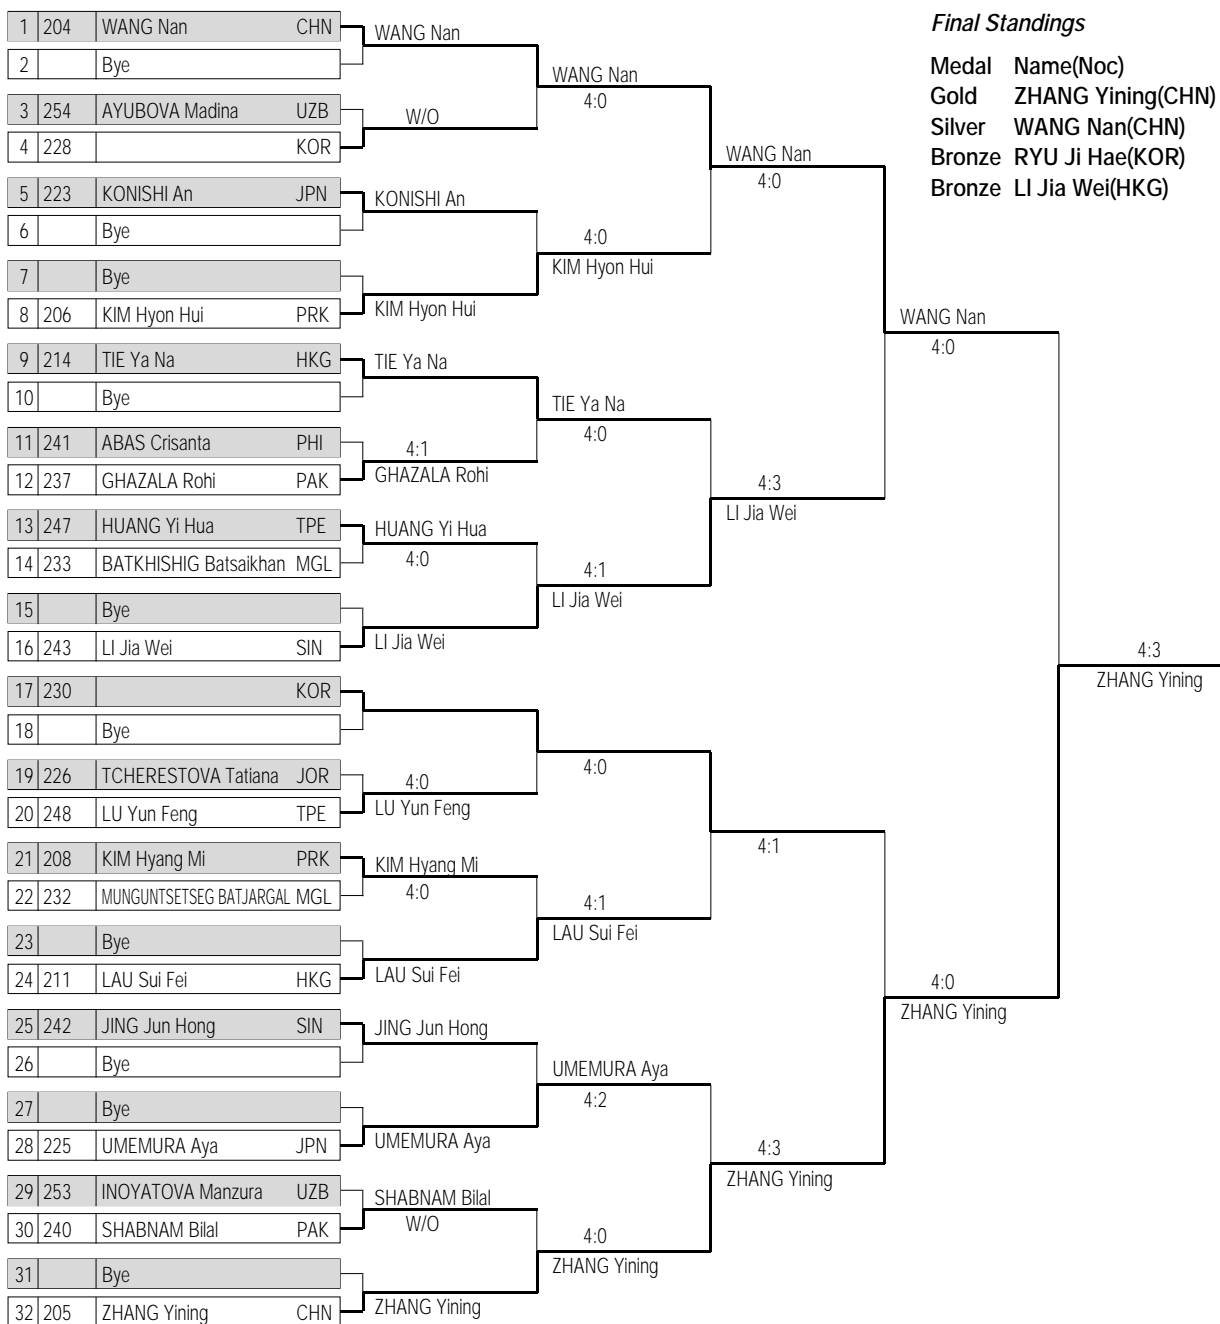 Final Standings
Medal Name(Noc)
Gold ZHANG Yining(CHN)
Silver WANG Nan(CHN)
Bronze RYU Ji Hae(KOR)
Bronze LI Jia Wei(HKG)
1 204 WANG Nan CHN
2 Bye
3 254 AYUBOVA Madina UZB
4 228 KOR
5 223 KONISHI An JPN
6 Bye
7 Bye
8 206 KIM Hyon Hui PRK
9 214 TIE Ya Na HKG
10 Bye
11 241 ABAS Crisanta PHI
12 237 GHAZALA Rohi PAK
13 247 HUANG Yi Hua TPE
14 233 BATKHISHIG Batsaikhan MGL
15 Bye
16 243 LI Jia Wei SIN
17 230 KOR
18 Bye
19 226 TCHERESTOVA Tatiana JOR
20 248 LU Yun Feng TPE
21 208 KIM Hyang Mi PRK
22 232 MUNGUNTSETSEG BATJARGAL MGL
23 Bye
24 211 LAU Sui Fei HKG
25 242 JING Jun Hong SIN
26 Bye
27 Bye
28 225 UMEMURA Aya JPN
29 253 INOYATOVA Manzura UZB
30 240 SHABNAM Bilal PAK
31 Bye
32 205 ZHANG Yining CHN
WANG Nan
W/O
KONISHI An
KIM Hyon Hui
TIE Ya Na
4:1
GHAZALA Rohi
HUANG Yi Hua
4:0
LI Jia Wei
4:0
LU Yun Feng
KIM Hyang Mi
4:0
LAU Sui Fei
JING Jun Hong
UMEMURA Aya
SHABNAM Bilal
W/O
ZHANG Yining
WANG Nan
4:0
4:0
KIM Hyon Hui
TIE Ya Na
4:0
4:1
LI Jia Wei
4:0
4:1
LAU Sui Fei
UMEMURA Aya
4:2
4:0
ZHANG Yining
WANG Nan
4:0
4:3
LI Jia Wei
4:1
4:3
ZHANG Yining
WANG Nan
4:0
4:0
ZHANG Yining
4:3
ZHANG Yining